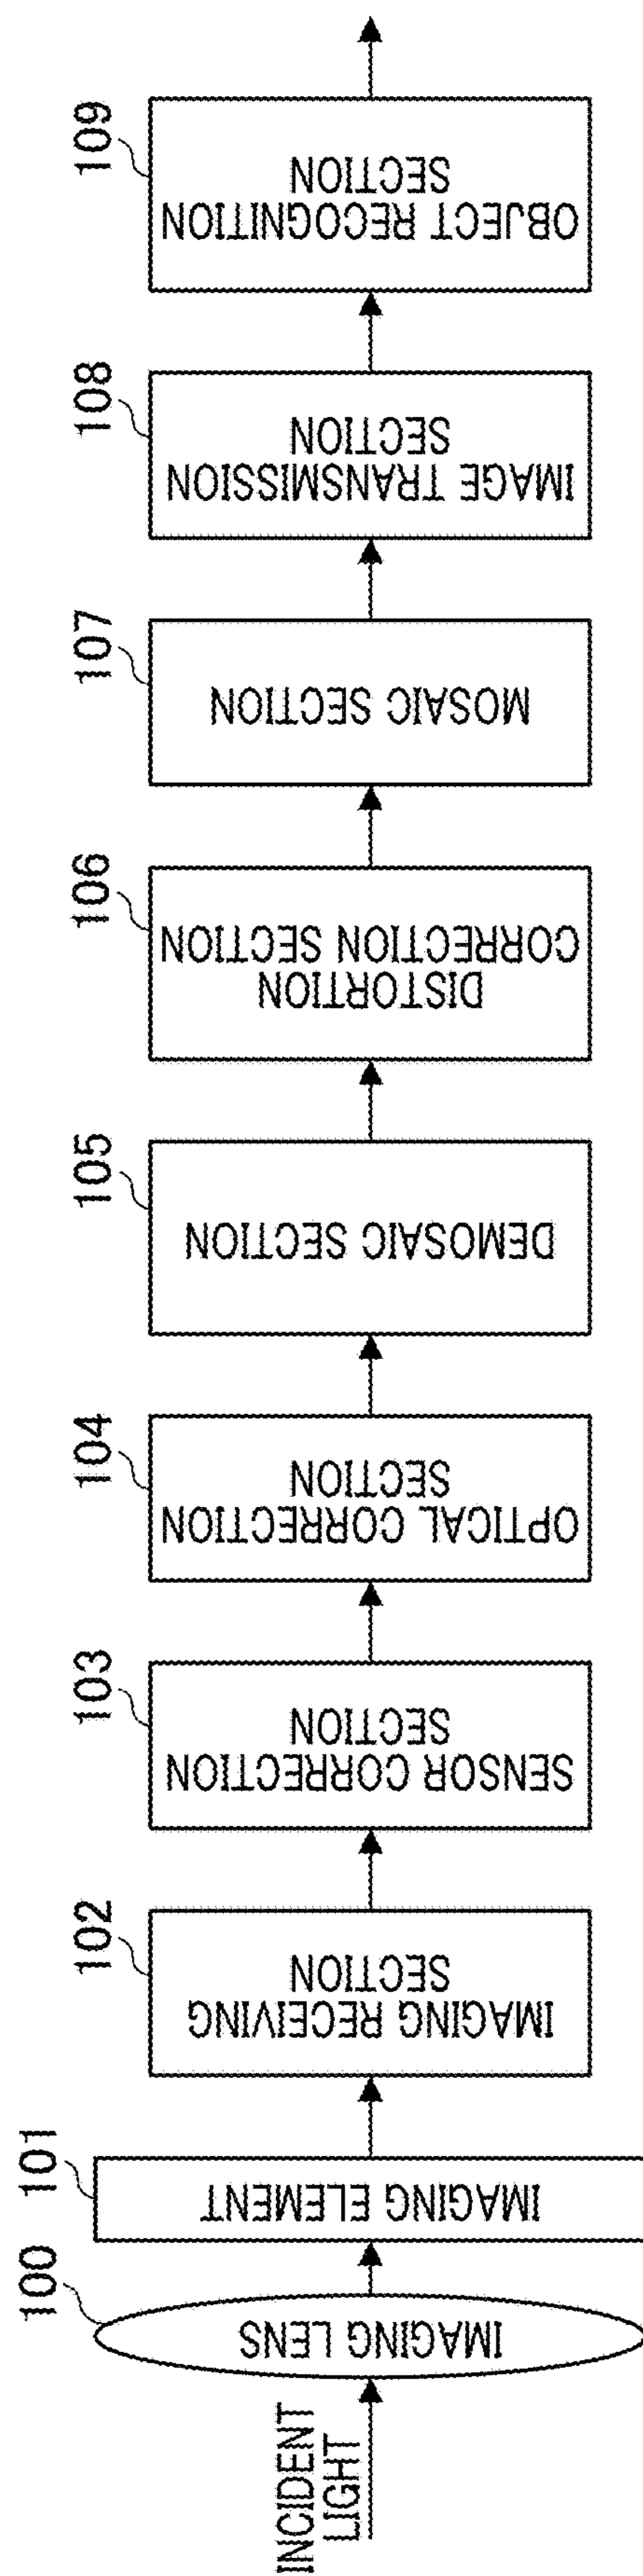 INCIDENT
LIGHT
100
IMAGING LENS
101
IMAGING ELEMENT
102
IMAGING RECEIVING
SECTION
103
SENSOR CORRECTION
SECTION
104
OPTICAL CORRECTION
SECTION
105
DEMOSAIC SECTION
106
DISTORTION
CORRECTION SECTION
107
MOSAIC SECTION
108
IMAGE TRANSMISSION
SECTION
109
OBJECT RECOGNITION
SECTION